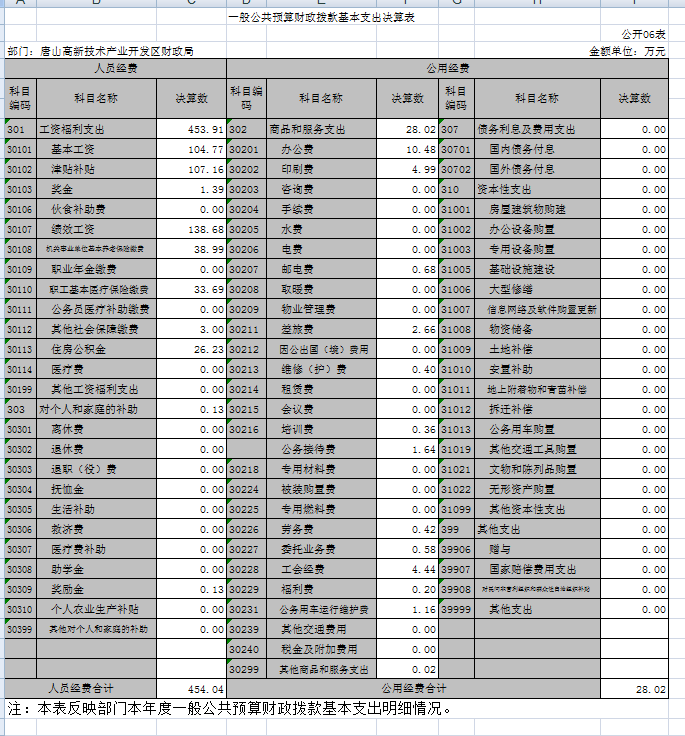 一般公共预算财政拨款基本支出决算表
公开06表
部门：唐山高新技术产业开发区财政局 金额单位：万元
人员经费 公用经费
科目编码 科目名称 决算数 科目编码 科目名称 决算数 科目编码 科目名称 决算数
301 工资福利支出 453.91 302 商品和服务支出 28.02 307 债务利息及费用支出 0.00
30101 基本工资 104.77 30201 办公费 10.48 30701 国内债务付息 0.00
30102 津贴补贴 107.16 30202 印刷费 4.99 30702 国外债务付息 0.00
30103 奖金 1.39 30203 咨询费 0.00 310 资本性支出 0.00
30106 伙食补助费 0.00 30204 手续费 0.00 31001 房屋建筑物购建 0.00
30107 绩效工资 138.68 30205 水费 0.00 31002 办公设备购置 0.00
30108 机关事业单位基本养老保险缴费 38.99 30206 电费 0.00 31003 专用设备购置 0.00
30109 职业年金缴费 0.00 30207 邮电费 0.68 31005 基础设施建设 0.00
30110 职工基本医疗保险缴费 33.69 30208 取暖费 0.00 31006 大型修缮 0.00
30111 公务员医疗补助缴费 0.00 30209 物业管理费 0.00 31007 信息网络及软件购置更新 0.00
30112 其他社会保障缴费 3.00 30211 差旅费 2.66 31008 物资储备 0.00
30113 住房公积金 26.23 30212 因公出国（境）费用 0.00 31009 土地补偿 0.00
30114 医疗费 0.00 30213 维修（护）费 0.40 31010 安置补助 0.00
30199 其他工资福利支出 0.00 30214 租赁费 0.00 31011 地上附着物和青苗补偿 0.00
303 对个人和家庭的补助 0.13 30215 会议费 0.00 31012 拆迁补偿 0.00
30301 离休费 0.00 30216 培训费 0.36 31013 公务用车购置 0.00
30302 退休费 0.00 公务接待费 1.64 31019 其他交通工具购置 0.00
30303 退职（役）费 0.00 30218 专用材料费 0.00 31021 文物和陈列品购置 0.00
30304 抚恤金 0.00 30224 被装购置费 0.00 31022 无形资产购置 0.00
30305 生活补助 0.00 30225 专用燃料费 0.00 31099 其他资本性支出 0.00
30306 救济费 0.00 30226 劳务费 0.42 399 其他支出 0.00
30307 医疗费补助 0.00 30227 委托业务费 0.58 39906 赠与 0.00
30308 助学金 0.00 30228 工会经费 4.44 39907 国家赔偿费用支出 0.00
30309 奖励金 0.13 30229 福利费 0.20 39908 对民间非营利组织和群众性自治组织补贴 0.00
30310 个人农业生产补贴 0.00 30231 公务用车运行维护费 1.16 39999 其他支出 0.00
30399 其他对个人和家庭的补助 0.00 30239 其他交通费用 0.00
30240 税金及附加费用 0.00
30299 其他商品和服务支出 0.02
人员经费合计 454.04 公用经费合计 28.02
注：本表反映部门本年度一般公共预算财政拨款基本支出明细情况。